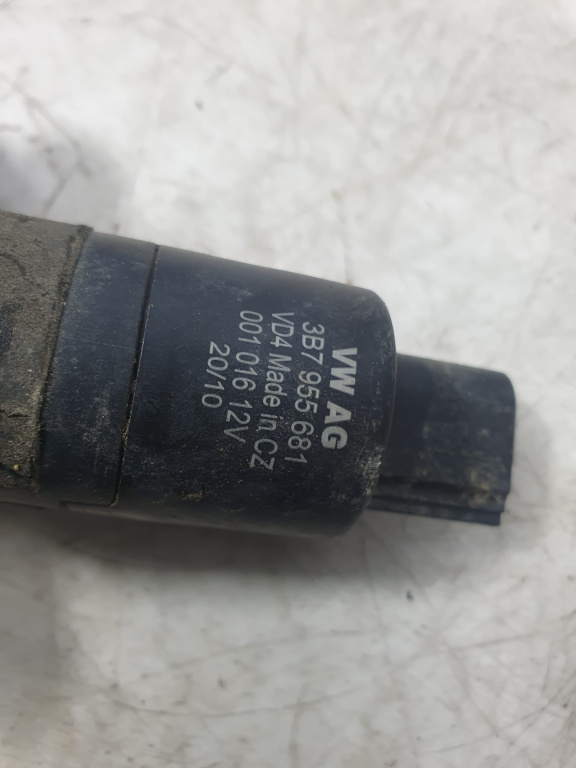 VW AG
3B7 955 681
VD4 Made in CZ
001 016 12V
20/10